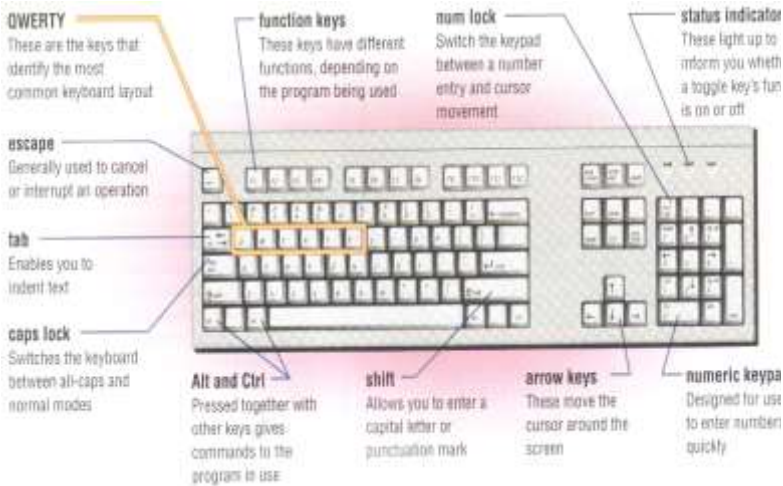 QWERTY
These are the keys that
identify the most
common keyboard layout
function keys
These keys have different
functions, depending on
the program being used
num lock
Switch the keypad
between a number
entry and cursor
movement
status indicator
These light up to
inform you wheth
a toggle key's fun
is on or off
escape
Generally used to cancel
or interrupt an operation
tab
Enables you to
indent text
caps lock
Switches the keyboard
between all-caps and
normal modes
Alt and Ctrl
Pressed together with
other keys gives
commands to the
program in use
shift
Allows you to enter a
capital letter or
punctuation mark
arrow keys
These move the
cursor around the
screen
numeric keypa
Designed for use
to enter number
quickly